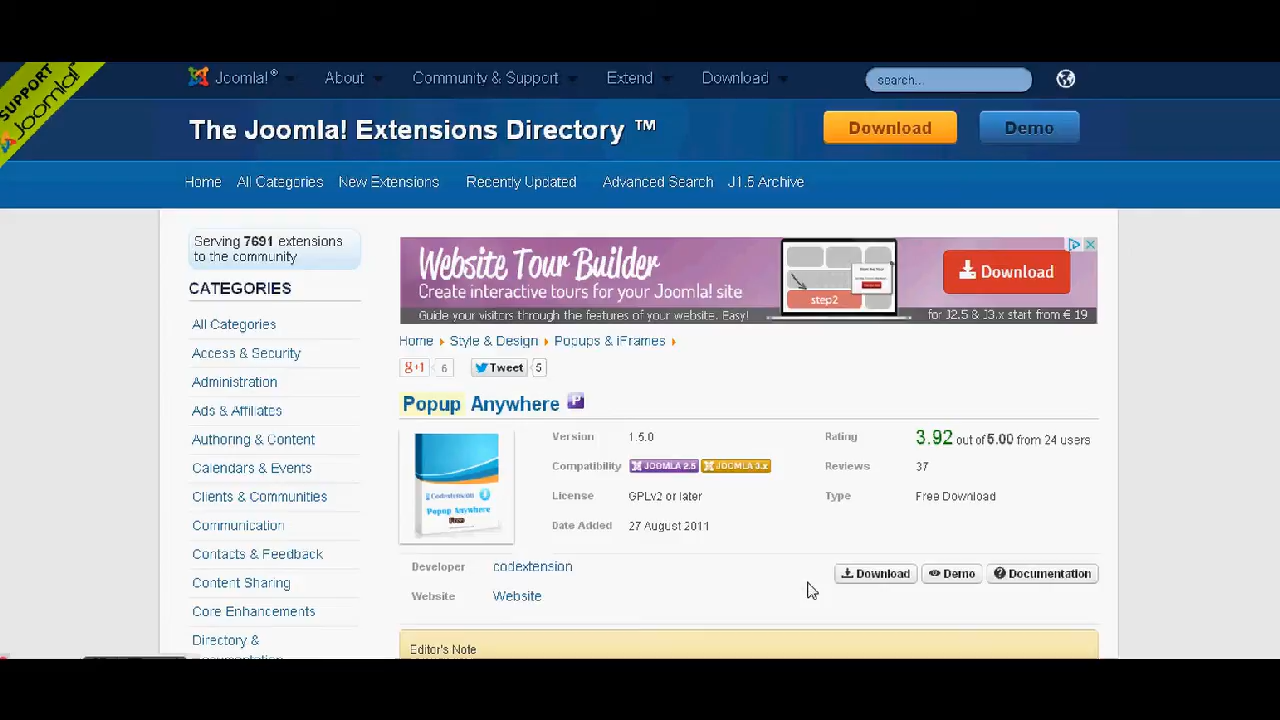 SUPPORT
Joomla!
Joomla!® About Community & Support Extend Download search...
The Joomla! Extensions Directory ™ Download Demo
Home All Categories New Extensions Recently Updated Advanced Search J1.5 Archive
Serving 7691 extensions
to the community
CATEGORIES
All Categories
Access & Security
Administration
Ads & Affiliates
Authoring & Content
Calendars & Events
Clients & Communities
Communication
Contacts & Feedback
Content Sharing
Core Enhancements
Directory &
Website Tour Builder
Create interactive tours for your Joomla! site
Guide your visitors through the features of your website. Easy!
step2
Download
for J2.5 & J3.x start from € 19
Home Style & Design Popups & iFrames
g+1 6 Tweet 5
Popup Anywhere P
Codextension
Popup Anywhere
Version 1.5.0
Compatibility JOOMLA 2.5 JOOMLA 3.x
License GPLv2 or later
Date Added 27 August 2011
Rating 3.92 out of 5.00 from 24 users
Reviews 37
Type Free Download
Developer codextension
Website Website
Download Demo Documentation
Editor's Note